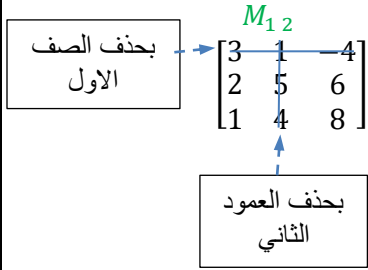 M₁ ₂
بحذف الصف
الاول
3 1 −4
2 5 6
1 4 8
بحذف العمود
الثاني